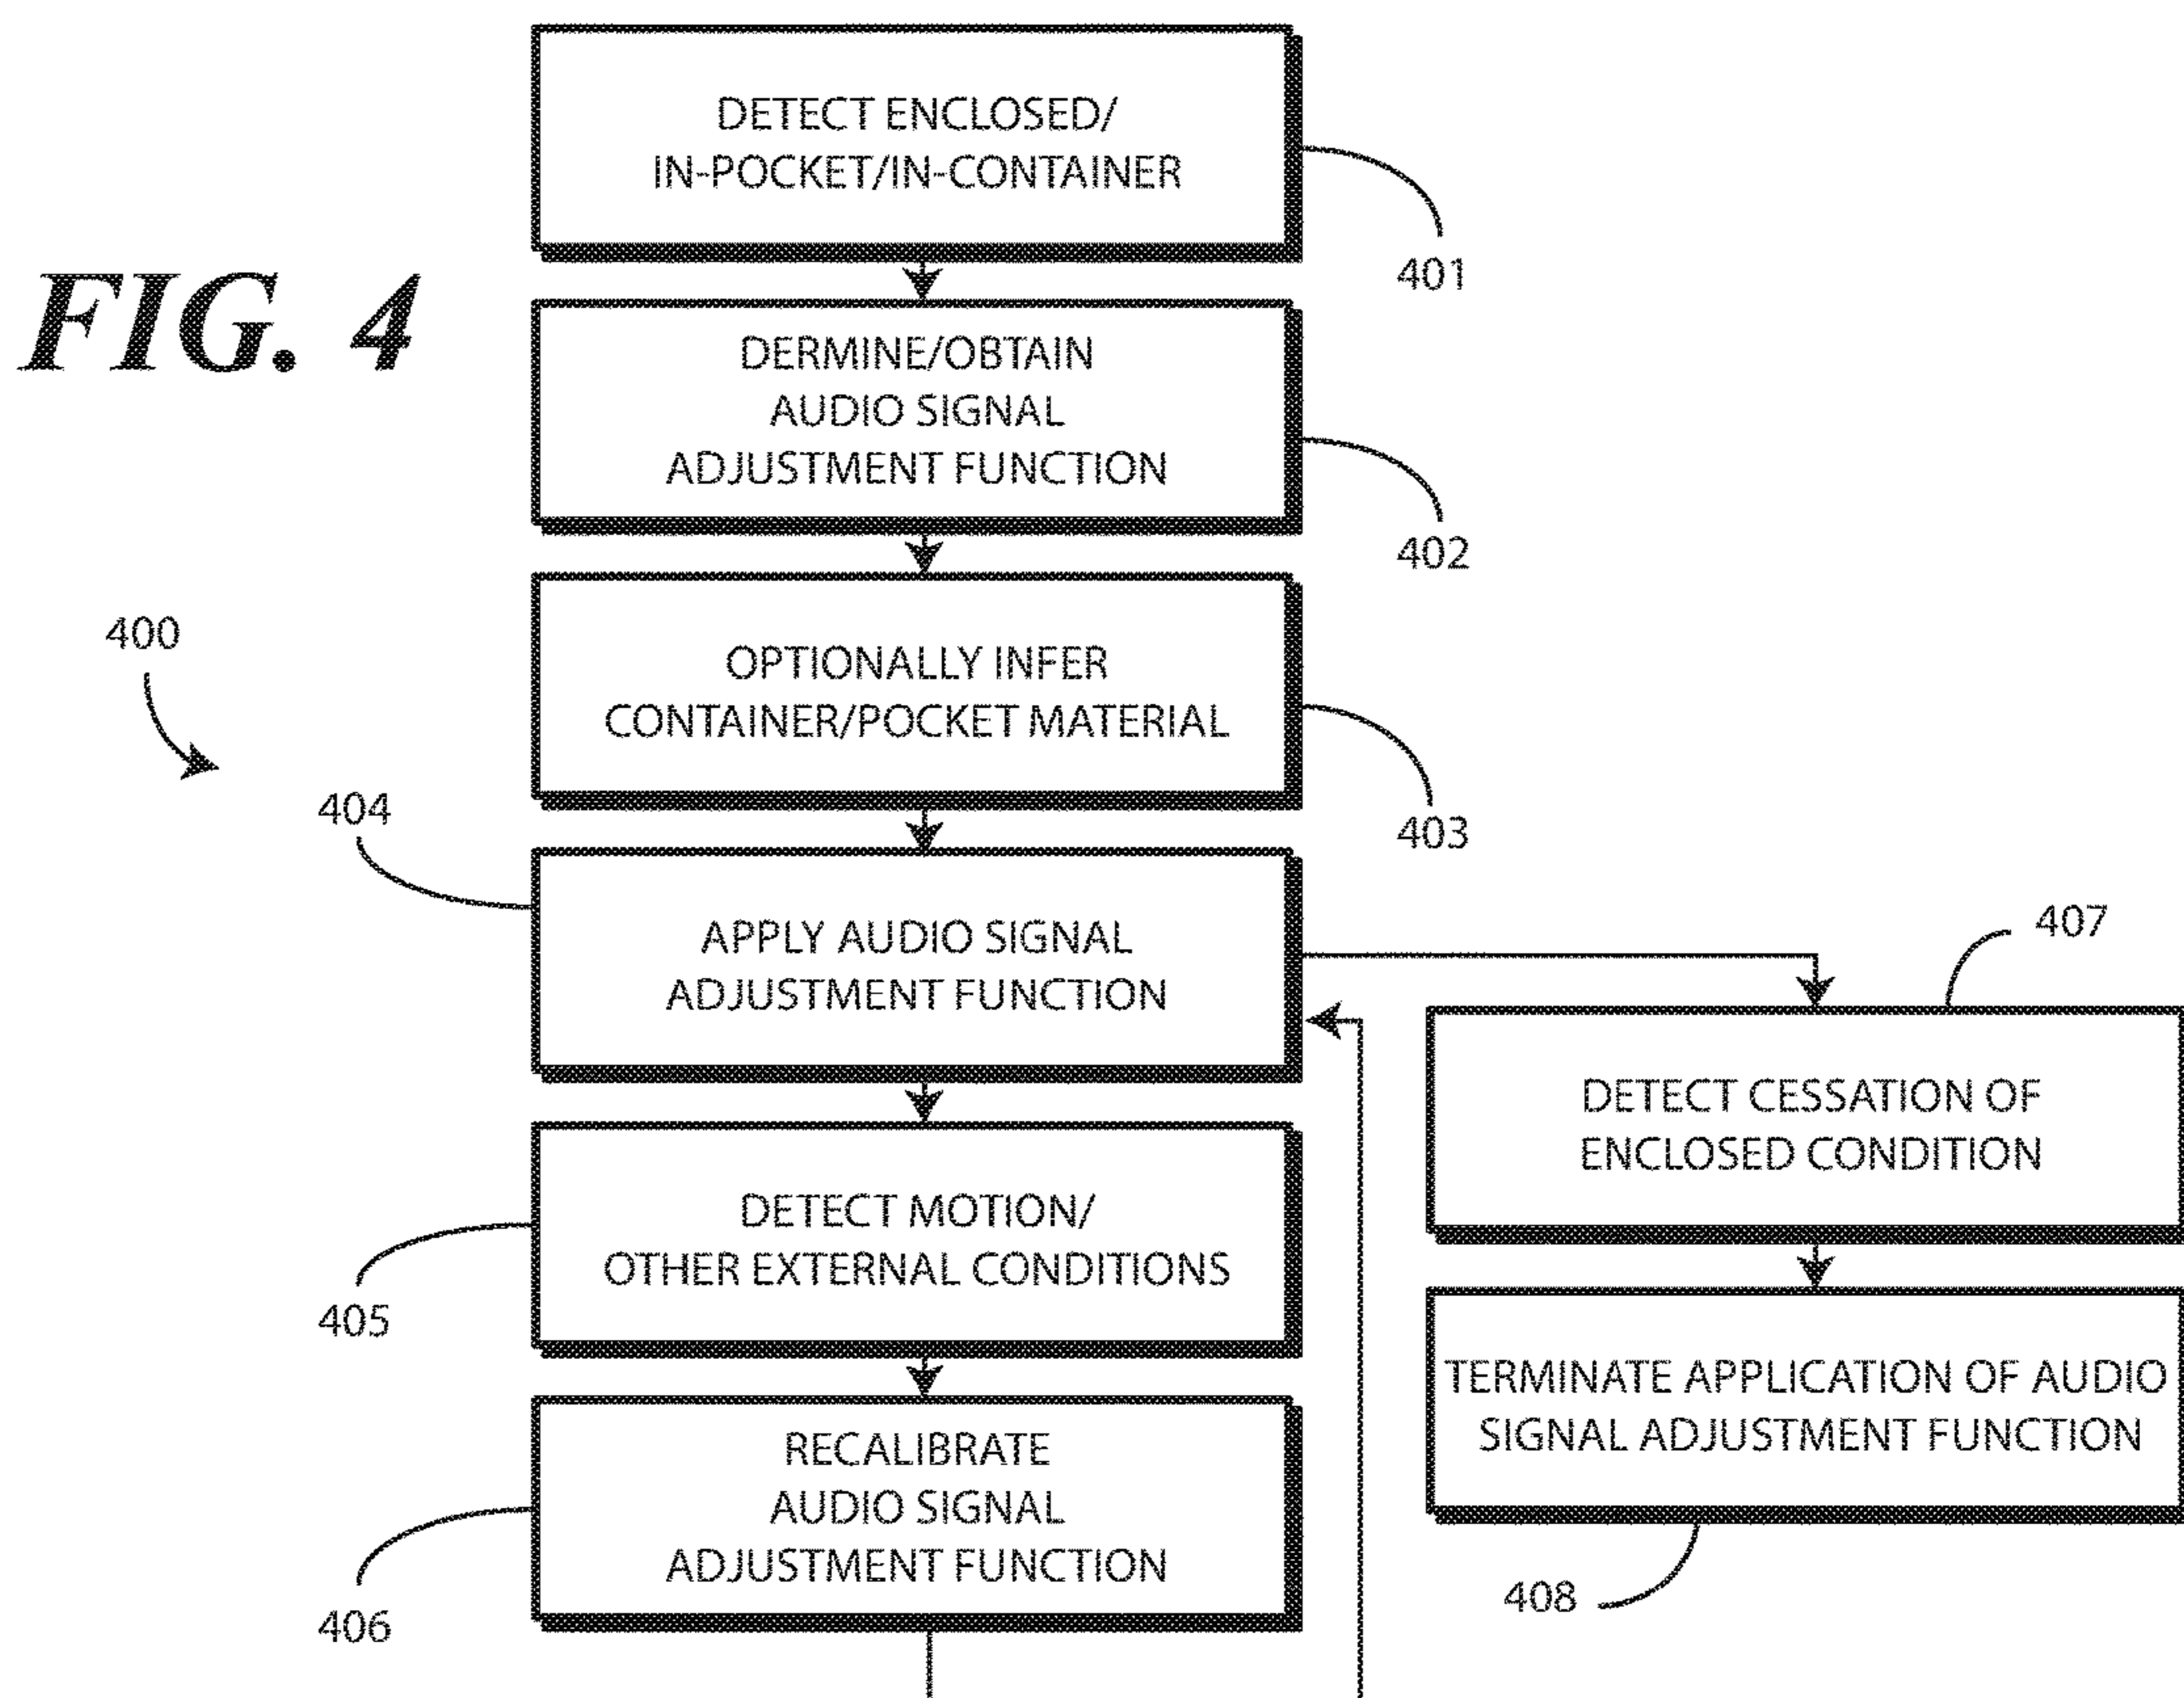 FIG. 4
400
DETECT ENCLOSED/
IN-POCKET/IN-CONTAINER
401
DERMINE/OBTAIN
AUDIO SIGNAL
ADJUSTMENT FUNCTION
402
OPTIONALLY INFER
CONTAINER/POCKET MATERIAL
403
404
APPLY AUDIO SIGNAL
ADJUSTMENT FUNCTION
DETECT MOTION/
OTHER EXTERNAL CONDITIONS
405
RECALIBRATE
AUDIO SIGNAL
ADJUSTMENT FUNCTION
406
407
DETECT CESSATION OF
ENCLOSED CONDITION
TERMINATE APPLICATION OF AUDIO
SIGNAL ADJUSTMENT FUNCTION
408